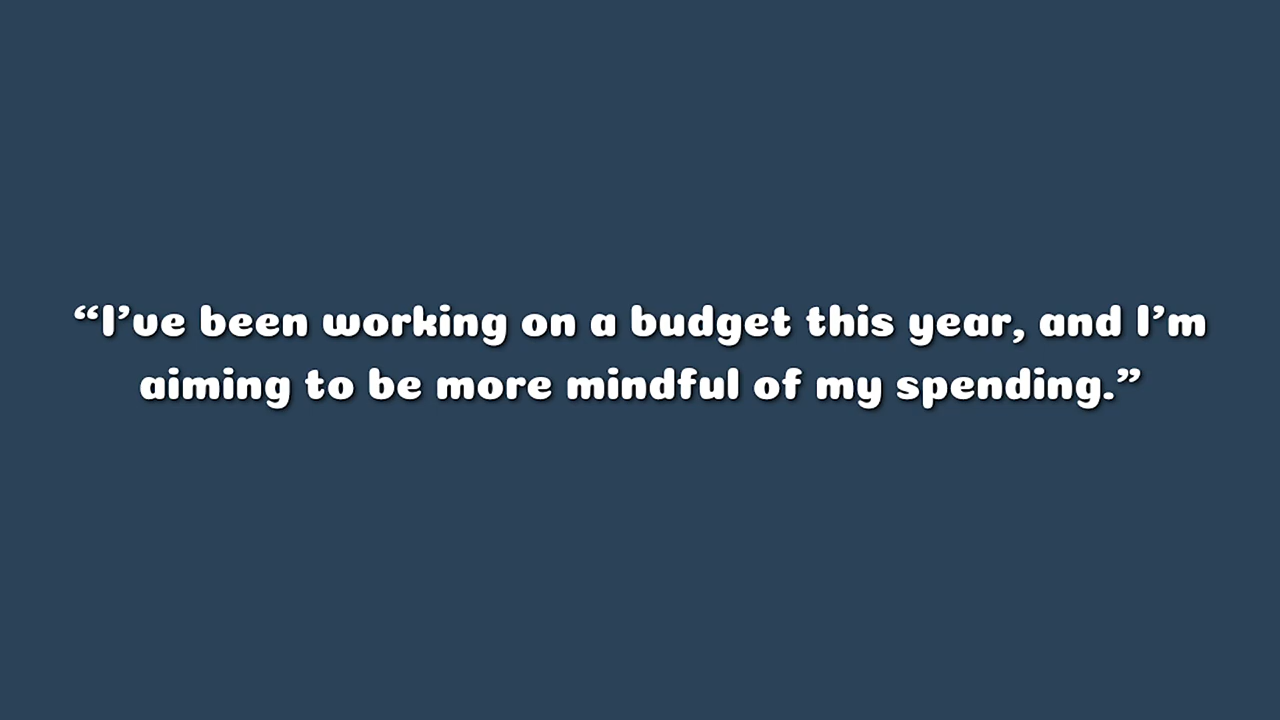 “I’ve been working on a budget this year, and I’m
aiming to be more mindful of my spending.”